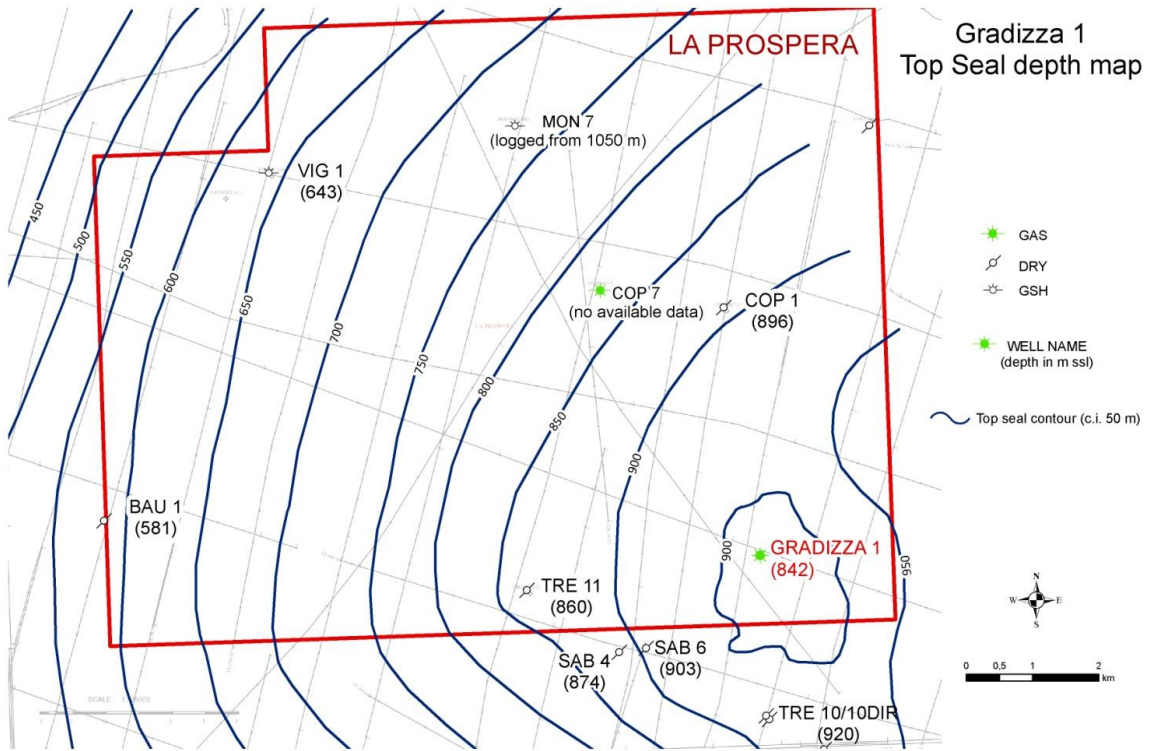 Gradizza 1
Top Seal depth map
LA PROSPERA
MON 7
(logged from 1050 m)
VIG 1
(643)
450
500
550
600
650
700
750
800
850
900
COP 7
(no available data)
COP 1
(896)
LA PROSPERA
GAS
DRY
GSH
WELL NAME
(depth in m ssl)
Top seal contour (c.i. 50 m)
BAU 1
(581)
900
GRADIZZA 1
(842)
950
TRE 11
(860)
SAB 4
(874)
SAB 6
(903)
TRE 10/10DIR
(920)
N
W
E
S
0
0,5
1
2
km
SCALE